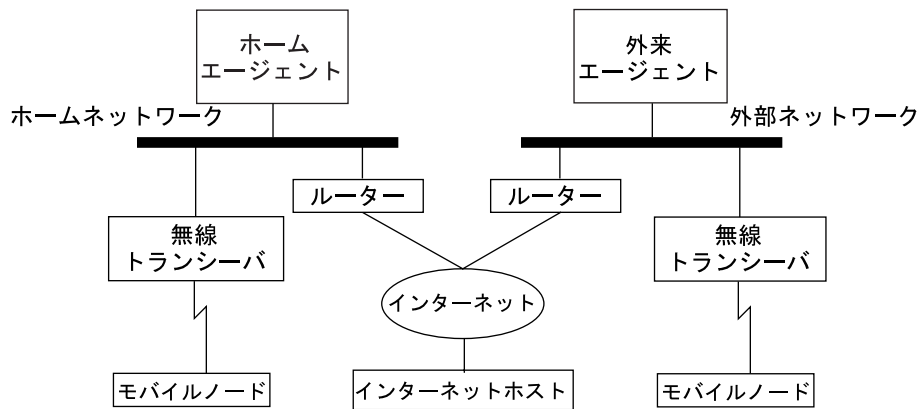 ホーム
エージェント
外来
エージェント
ホームネットワーク
外部ネットワーク
ルーター
ルーター
無線
トランシーバ
無線
トランシーバ
インターネット
モバイルノード
インターネットホスト
モバイルノード